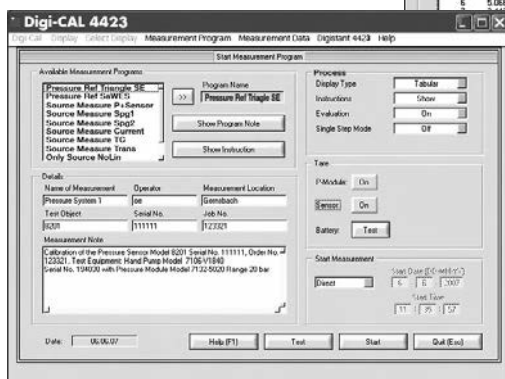 Digi-CAL 4423
Digi-Cal Display Select Display Measurement Program Measurement Data Digistant 4423 Help
Start Measurement Program
Available Measurement Programs
Pressure Ref Triangle SE
Pressure Ref SaWES
Source Measure P+Sensor
Source Measure Spg1
Source Measure Spg2
Source Measure Current
Source Measure TG
Source Measure Trans
Only Source NoLin
>>
Program Name
Pressure Ref Triagle SE
Show Program Note
Show Instruction
Process
Display Type Tabular
Instructions Show
Evaluation On
Single Step Mode Off
Details
Name of Measurement Operator Measurement Location
Pressure System 1 oe Gernsbach
Test Object Serial No. Job No.
8201 111111 123321
Measurement Note
Calibration of the Pressure Sensor Model 8201 Serial No. 111111, Order No.
123321. Test Equipment: Hand Pump Model 7106-V1840
Serial No. 194030 with Pressure Module Model 7132-5020 Range 20 bar
Tare
P-Module: On
Sensor: On
Battery: Test
Start Measurement
Direct
Start Date
6 6 2007
Start Time
11 : 35 : 57
Date: 06.06.07
Help (F1)
Test
Start
Quit (Esc)